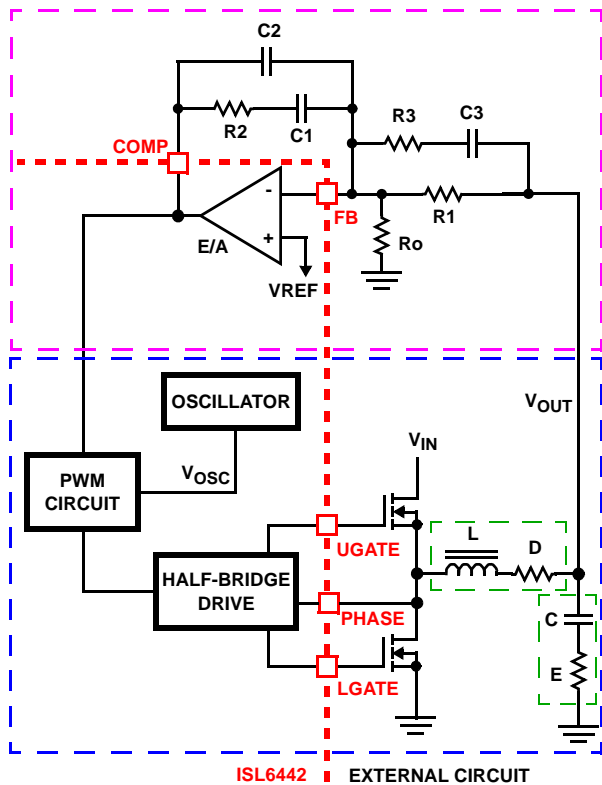 C2
R2
C1
R3
C3
COMP
-
FB
R1
E/A
+
Ro
VREF
OSCILLATOR
VOUT
VIN
PWM
CIRCUIT
VOSC
L
D
UGATE
HALF-BRIDGE
DRIVE
PHASE
C
E
LGATE
ISL6442
EXTERNAL CIRCUIT